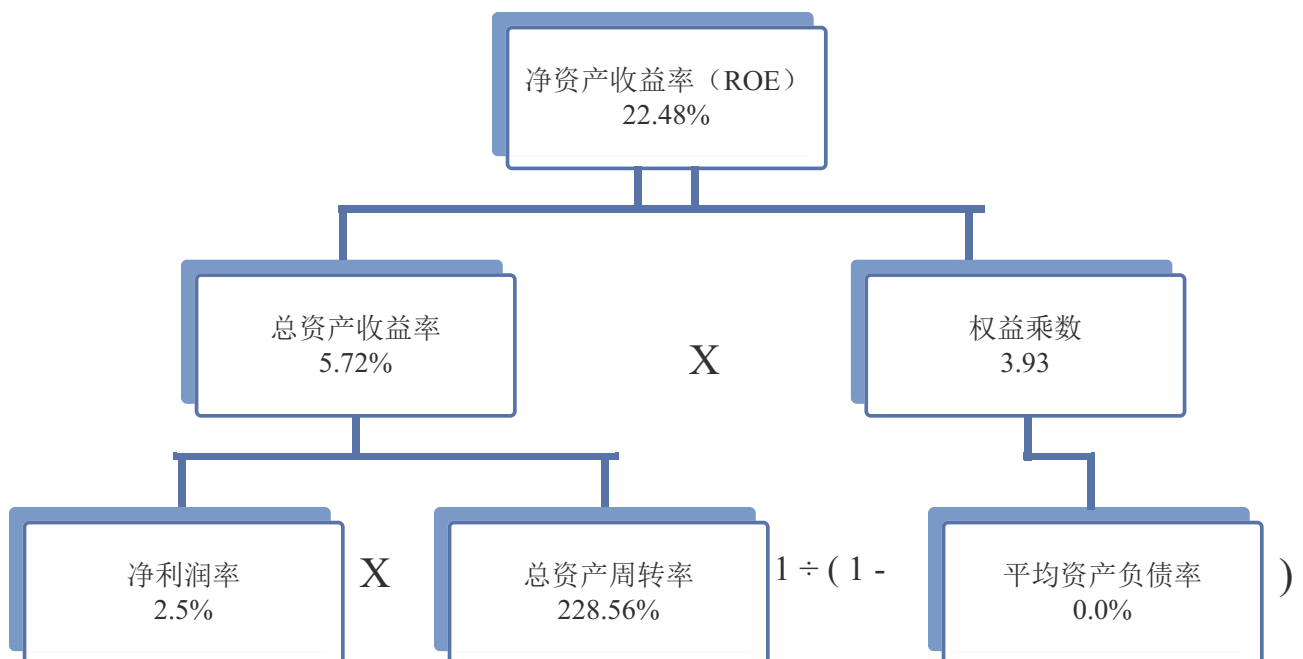 净资产收益率（ROE）
22.48%
总资产收益率
5.72%
X
权益乘数
3.93
净利润率
2.5%
X
总资产周转率
228.56%
1 ÷ ( 1 -
平均资产负债率
0.0%
)